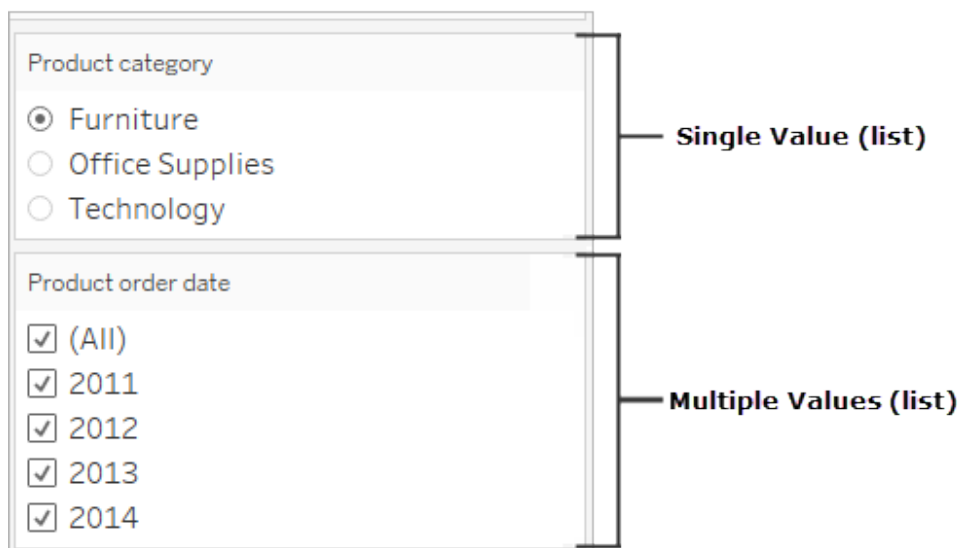 Product category
Furniture
Office Supplies
Technology
Single Value (list)
Product order date
(All)
2011
2012
2013
2014
Multiple Values (list)